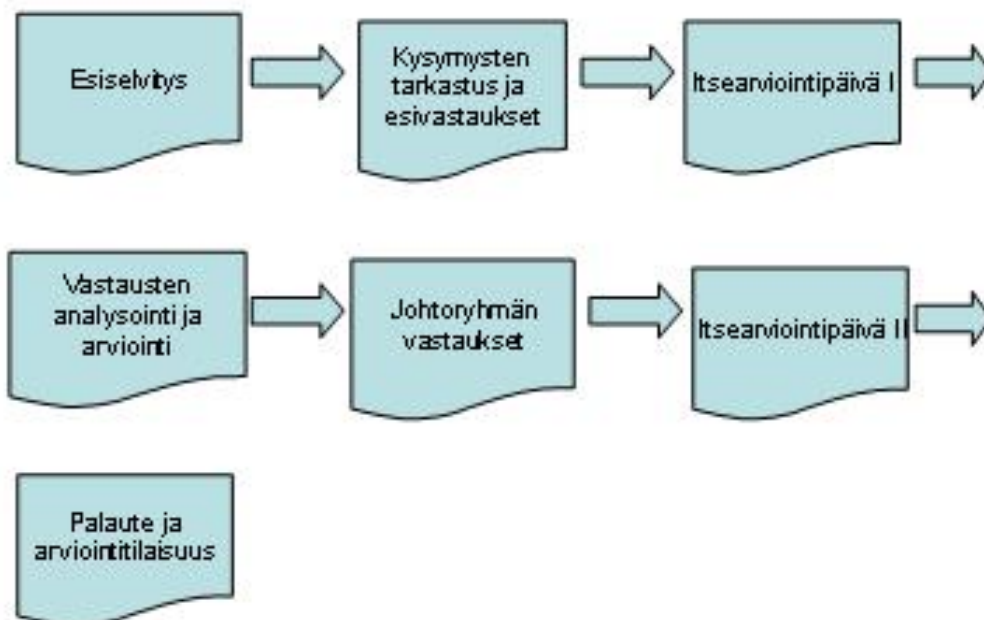 Esiselvitys
Kysymysten
tarkastus ja
esivastaukset
Itsearviointipäivä I
Vastausten
analysointi ja
arviointi
Johtoryhmän
vastaukset
Itsearviointipäivä II
Palaute ja
arviointitilaisuus